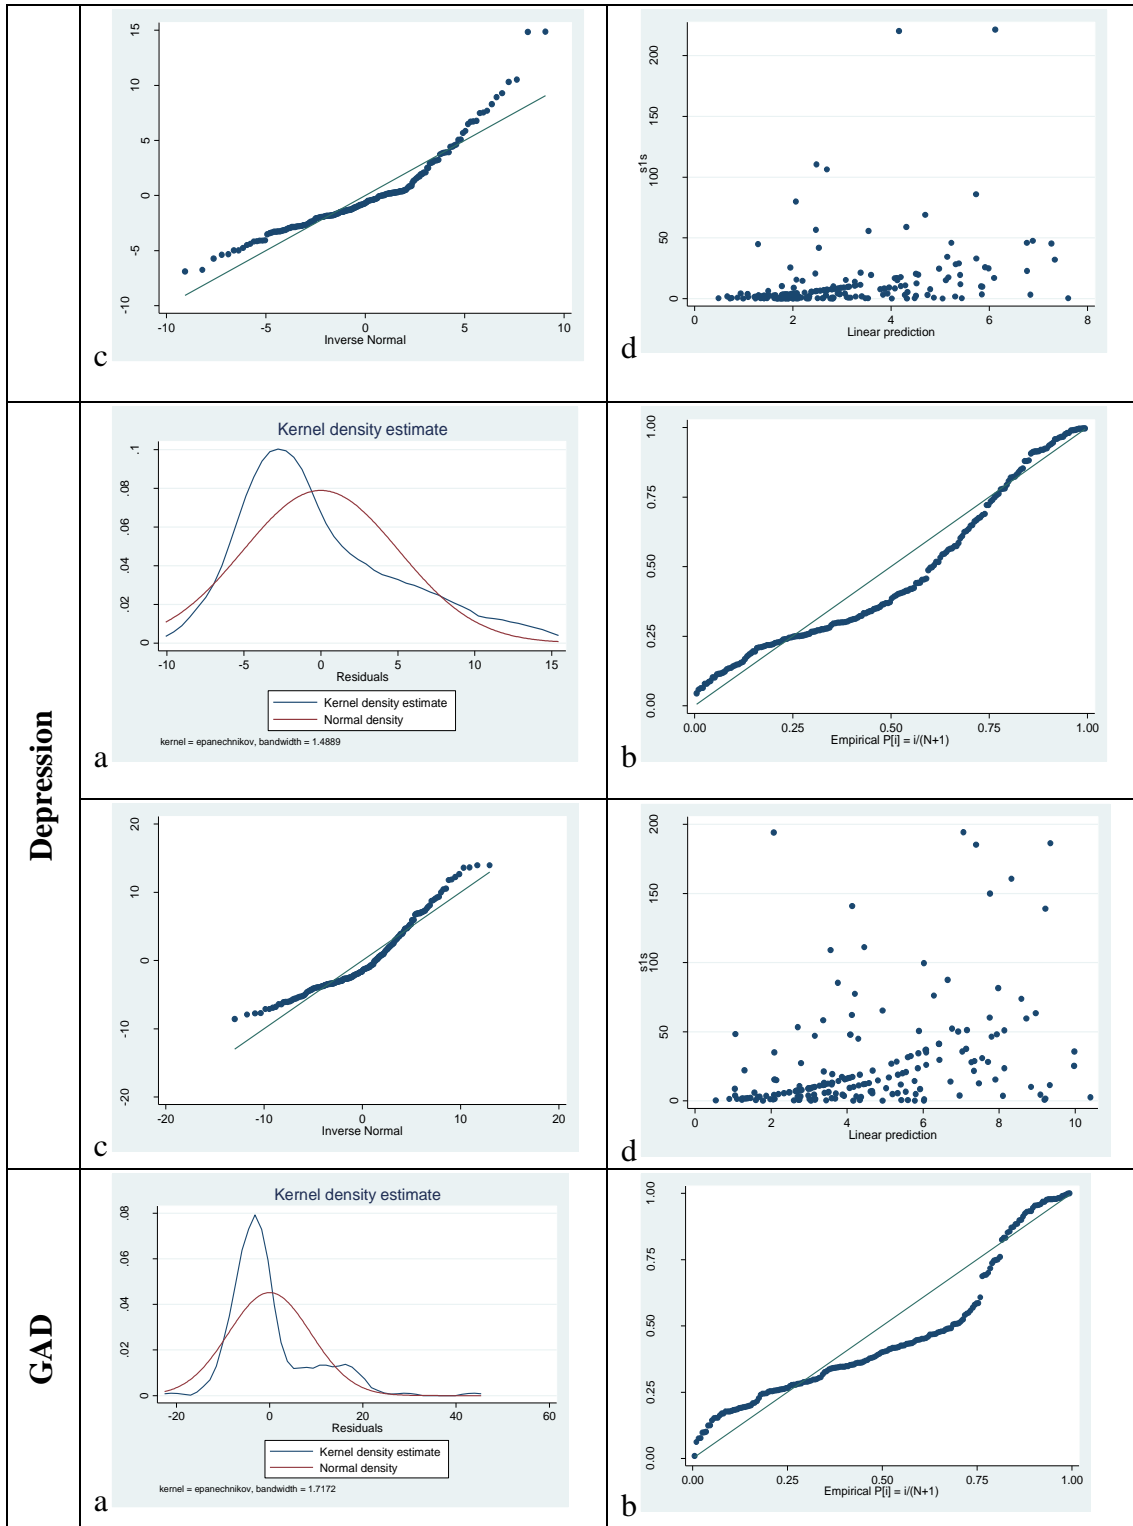 15
10
5
0
-5
-10
-10 -5 0 5 10
Inverse Normal
c
200
150
100
50
0
s1s
0 2 4 6 8
Linear prediction
d
Depression
Kernel density estimate
.1
.08
.06
.04
.02
0
-10 -5 0 5 10 15
Residuals
Kernel density estimate
Normal density
kernel = epanechnikov, bandwidth = 1.4889
a
1.00
0.75
0.50
0.25
0.00
0.00 0.25 0.50 0.75 1.00
Empirical P[i] = i/(N+1)
b
20
10
0
-10
-20
-20 -10 0 10 20
Inverse Normal
c
200
150
100
50
0
s1s
0 2 4 6 8 10
Linear prediction
d
GAD
Kernel density estimate
.08
.06
.04
.02
0
-20 0 20 40 60
Residuals
Kernel density estimate
Normal density
kernel = epanechnikov, bandwidth = 1.7172
a
1.00
0.75
0.50
0.25
0.00
0.00 0.25 0.50 0.75 1.00
Empirical P[i] = i/(N+1)
b